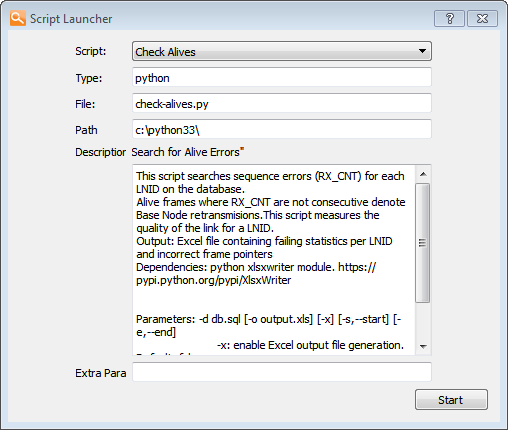 Script Launcher
Script: Check Alives
Type: python
File: check-alives.py
Path c:\python33\
Description Search for Alive Errors"
This script searches sequence errors (RX_CNT) for each
LNID on the database.
Alive frames where RX_CNT are not consecutive denote
Base Node retransmisions.This script measures the
quality of the link for a LNID.
Output: Excel file containing failing statistics per LNID
and incorrect frame pointers
Dependencies: python xlsxwriter module. https://
pypi.python.org/pypi/XlsxWriter
Parameters: -d db.sql [-o output.xls] [-x] [-s,--start] [-
e,--end]
-x: enable Excel output file generation.
Extra Para
Start